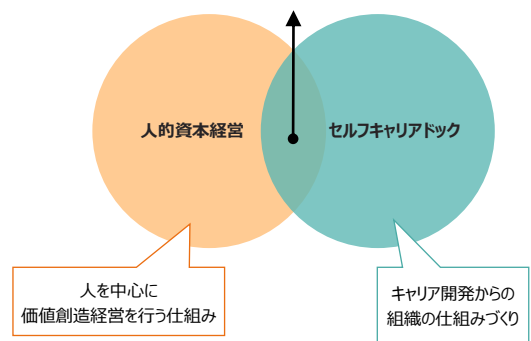 人的資本経営
セルフキャリアドック
人を中心に
価値創造経営を行う仕組み
キャリア開発からの
組織の仕組みづくり